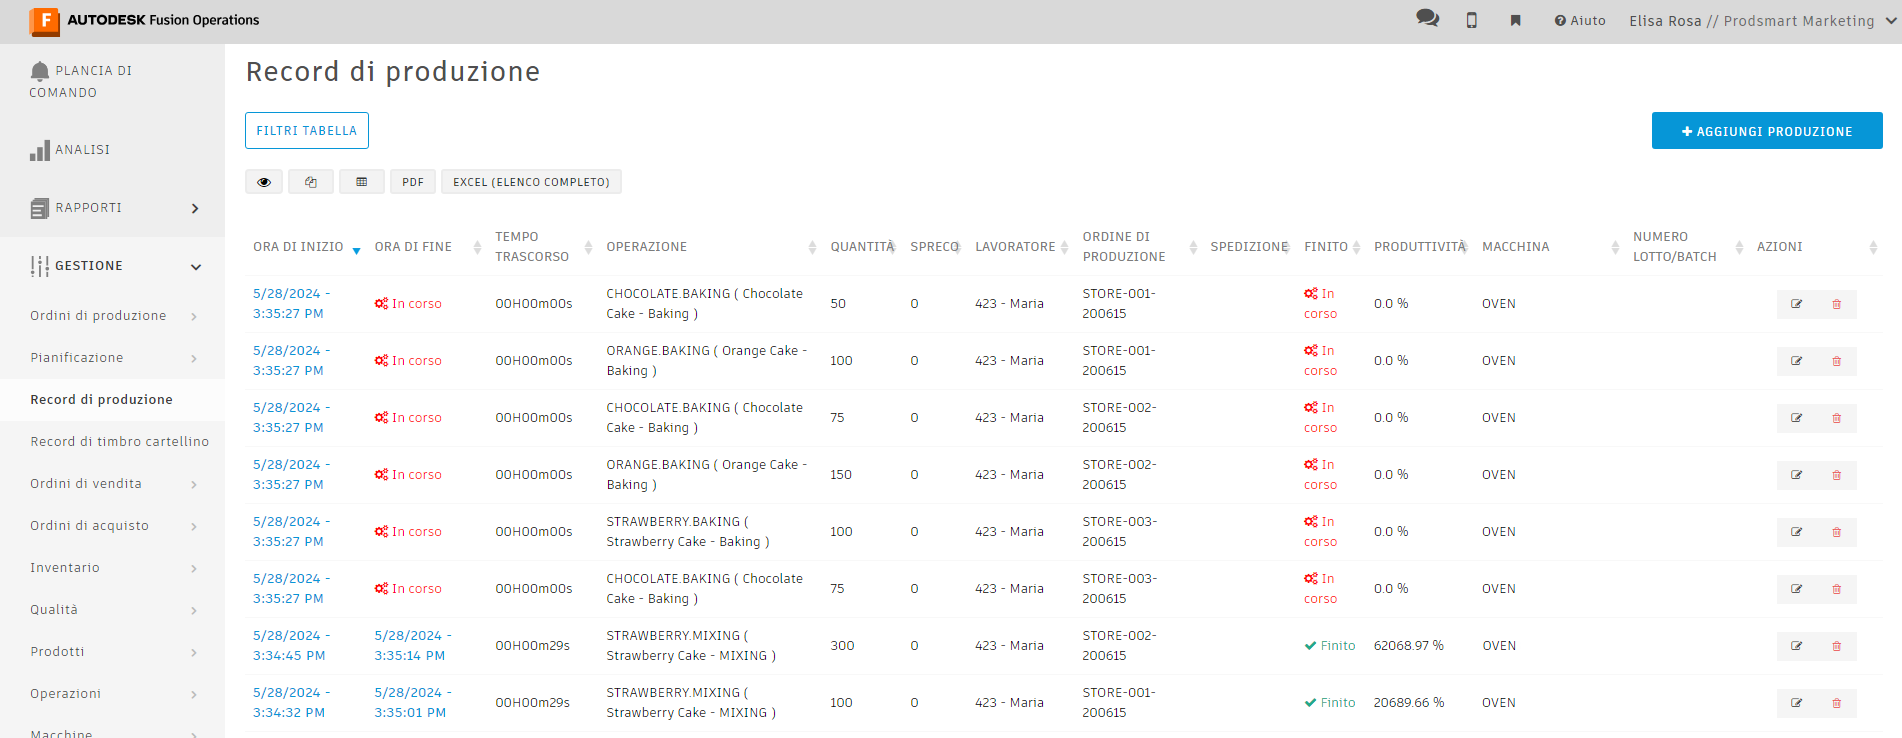 AUTODESK Fusion Operations
Aiuto
Elisa Rosa // Prodsmart Marketing
PLANCIA DI
COMANDO
ANALISI
RAPPORTI
GESTIONE
Ordini di produzione
Pianificazione
Record di produzione
Record di timbro cartellino
Ordini di vendita
Ordini di acquisto
Inventario
Qualità
Prodotti
Operazioni
Macchine
Record di produzione
FILTRI TABELLA
AGGIUNGI PRODUZIONE
PDF
EXCEL (ELENCO COMPLETO)
ORA DI INIZIO ORA DI FINE TEMPO TRASCORSO OPERAZIONE QUANTITÀ SPRECO LAVORATORE ORDINE DI PRODUZIONE SPEDIZIONE FINITO PRODUTTIVITÀ MACCHINA NUMERO LOTTO/BATCH AZIONI
5/28/2024 - 3:35:27 PM In corso 00H00m00s CHOCOLATE.BAKING ( Chocolate Cake - Baking ) 50 0 423 - Maria STORE-001-200615 In corso 0.0 % OVEN
5/28/2024 - 3:35:27 PM In corso 00H00m00s ORANGE.BAKING ( Orange Cake - Baking ) 100 0 423 - Maria STORE-001-200615 In corso 0.0 % OVEN
5/28/2024 - 3:35:27 PM In corso 00H00m00s CHOCOLATE.BAKING ( Chocolate Cake - Baking ) 75 0 423 - Maria STORE-002-200615 In corso 0.0 % OVEN
5/28/2024 - 3:35:27 PM In corso 00H00m00s ORANGE.BAKING ( Orange Cake - Baking ) 150 0 423 - Maria STORE-002-200615 In corso 0.0 % OVEN
5/28/2024 - 3:35:27 PM In corso 00H00m00s STRAWBERRY.BAKING ( Strawberry Cake - Baking ) 100 0 423 - Maria STORE-003-200615 In corso 0.0 % OVEN
5/28/2024 - 3:35:27 PM In corso 00H00m00s CHOCOLATE.BAKING ( Chocolate Cake - Baking ) 75 0 423 - Maria STORE-003-200615 In corso 0.0 % OVEN
5/28/2024 - 3:34:45 PM 5/28/2024 - 3:35:14 PM 00H00m29s STRAWBERRY.MIXING ( Strawberry Cake - MIXING ) 300 0 423 - Maria STORE-002-200615 Finito 62068.97 % OVEN
5/28/2024 - 3:34:32 PM 5/28/2024 - 3:35:01 PM 00H00m29s STRAWBERRY.MIXING ( Strawberry Cake - MIXING ) 100 0 423 - Maria STORE-001-200615 Finito 20689.66 % OVEN